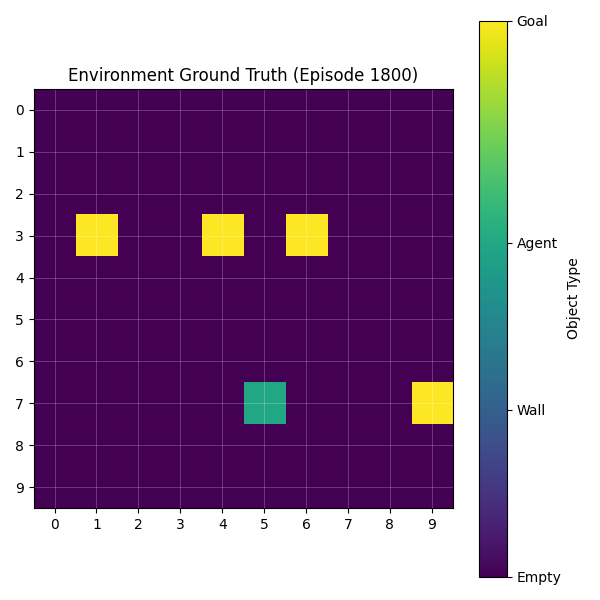 Environment Ground Truth (Episode 1800)
0
1
2
3
4
5
6
7
8
9
0 1 2 3 4 5 6 7 8 9
Goal
Agent
Wall
Empty
Object Type